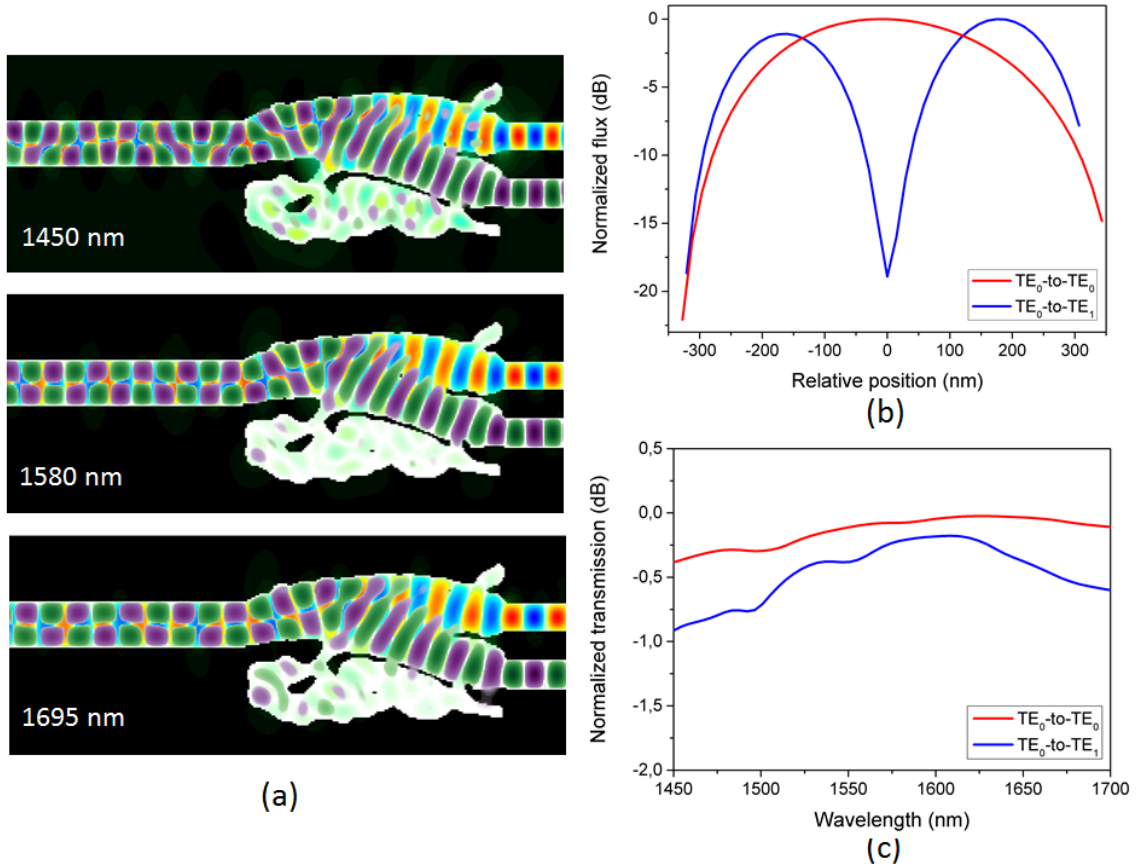 1450 nm
1580 nm
1695 nm
(a)
Normalized flux (dB)
0
-5
-10
-15
-20
-300 -200 -100 0 100 200 300
Relative position (nm)
TE₀-to-TE₀
TE₀-to-TE₁
(b)
Normalized transmission (dB)
0,5
0,0
-0,5
-1,0
-1,5
-2,0
1450 1500 1550 1600 1650 1700
Wavelength (nm)
TE₀-to-TE₀
TE₀-to-TE₁
(c)